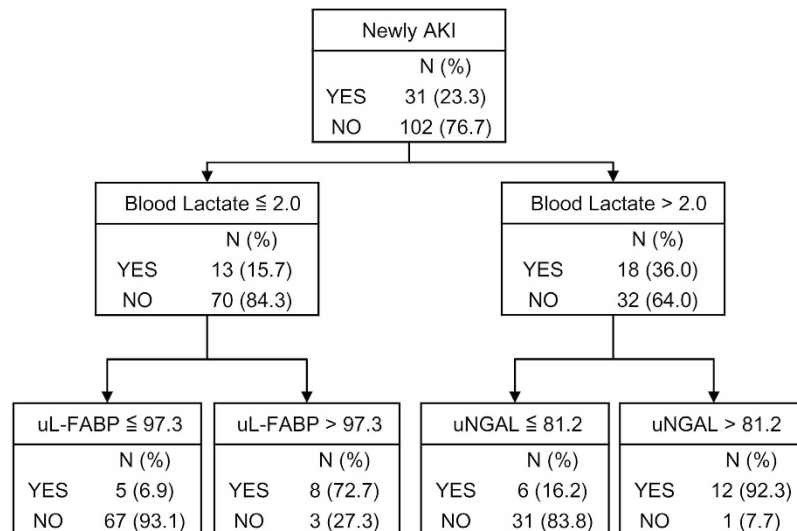 Newly AKI
N (%)
YES 31 (23.3)
NO 102 (76.7)
Blood Lactate ≦ 2.0
N (%)
YES 13 (15.7)
NO 70 (84.3)
Blood Lactate > 2.0
N (%)
YES 18 (36.0)
NO 32 (64.0)
uL-FABP ≦ 97.3
N (%)
YES 5 (6.9)
NO 67 (93.1)
uL-FABP > 97.3
N (%)
YES 8 (72.7)
NO 3 (27.3)
uNGAL ≦ 81.2
N (%)
YES 6 (16.2)
NO 31 (83.8)
uNGAL > 81.2
N (%)
YES 12 (92.3)
NO 1 (7.7)